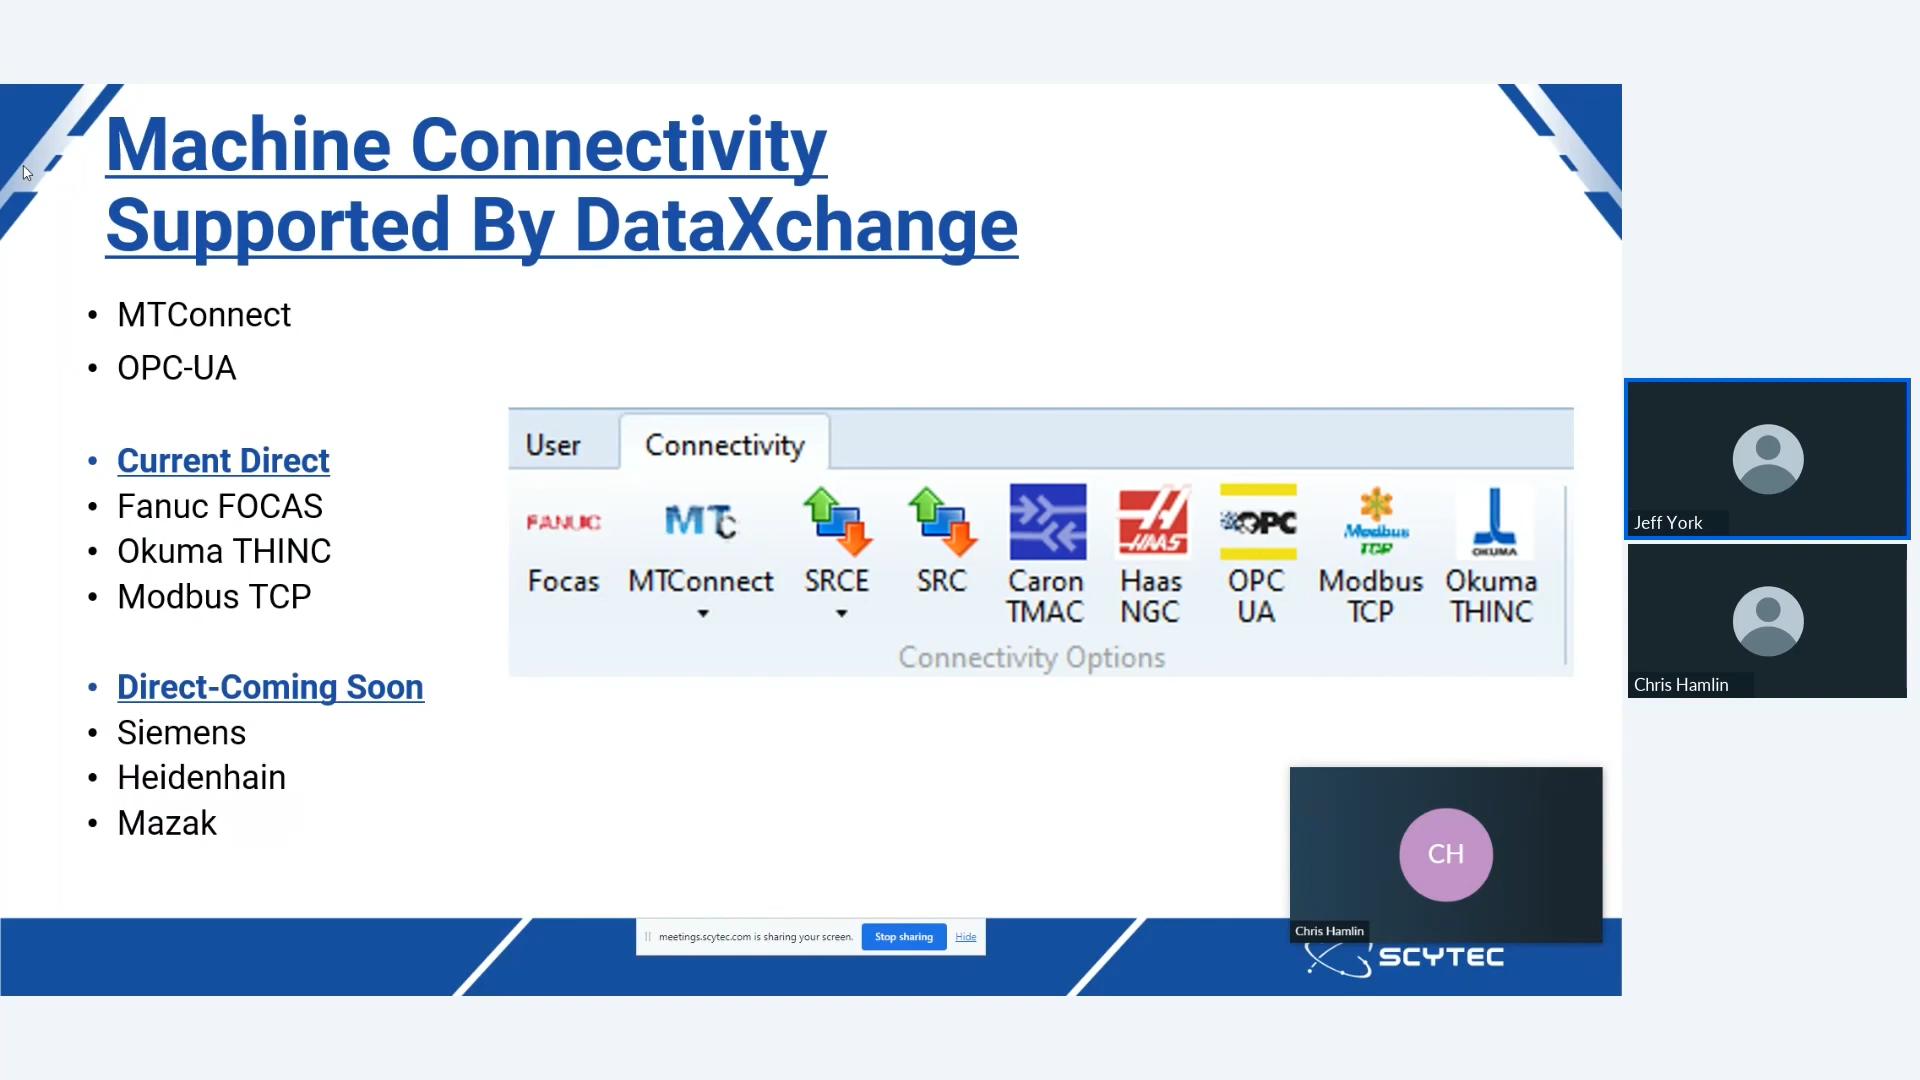 Machine Connectivity
Supported By DataXchange
• MTConnect
• OPC-UA
• Current Direct
• Fanuc FOCAS
• Okuma THINC
• Modbus TCP
• Direct-Coming Soon
• Siemens
• Heidenhain
• Mazak
User Connectivity
FANUC MTc HAAS OPC Modbus TCP OKUMA
Focas MTConnect SRCE SRC Caron TMAC Haas NGC OPC UA Modbus TCP Okuma THINC
Connectivity Options
Jeff York
Chris Hamlin
CH
Chris Hamlin
meetings.scytec.com is sharing your screen. Stop sharing Hide
SCYTEC